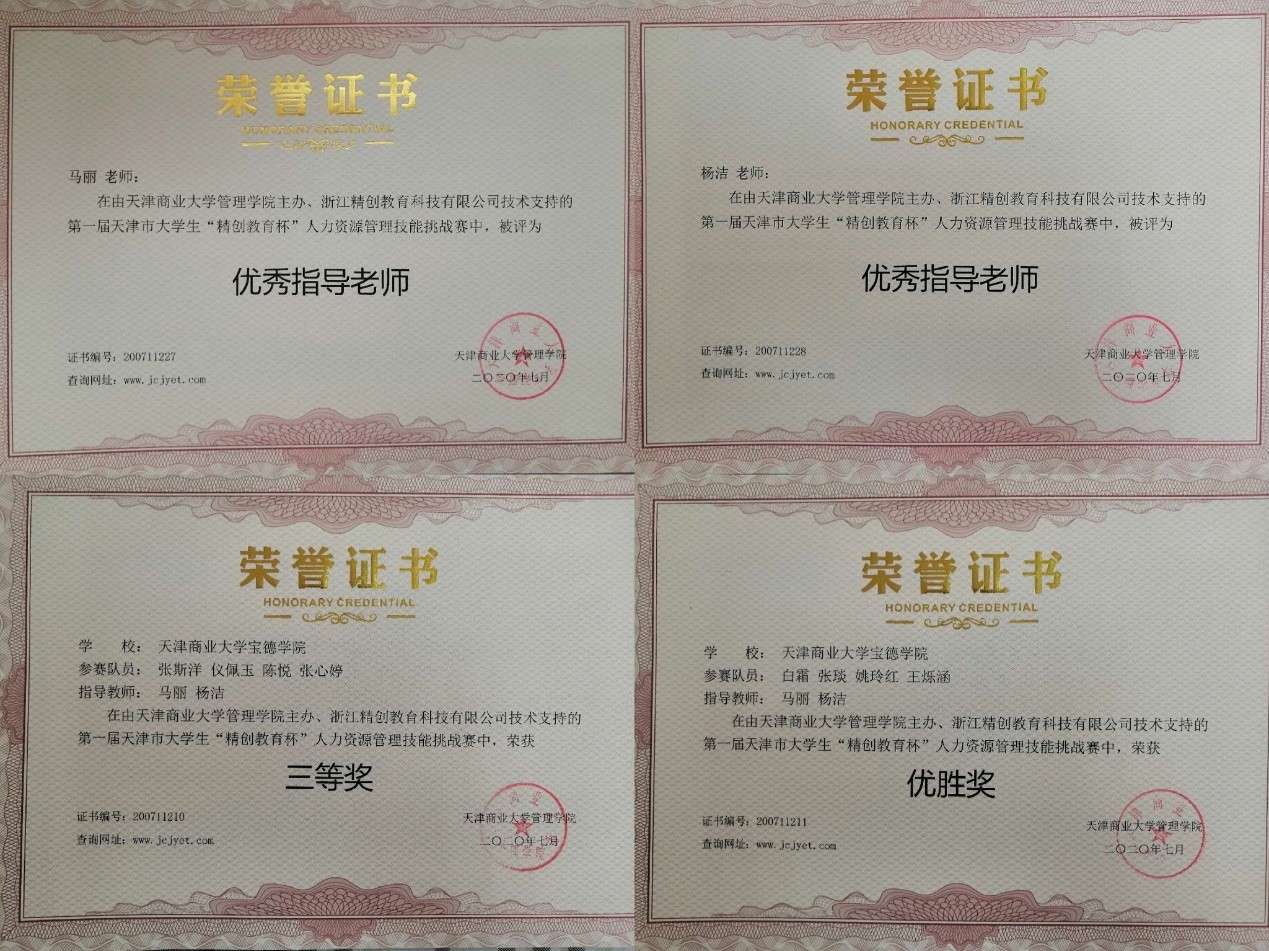 荣誉证书
HONORARY CREDENTIAL
马丽 老师：
在由天津商业大学管理学院主办、浙江精创教育科技有限公司技术支持的
第一届天津市大学生“精创教育杯”人力资源管理技能挑战赛中，被评为
优秀指导老师
证书编号：200711227
天津商业大学管理学院
查询网址：www.jcjyet.com
二〇二〇年七月
荣誉证书
HONORARY CREDENTIAL
杨洁 老师：
在由天津商业大学管理学院主办、浙江精创教育科技有限公司技术支持的
第一届天津市大学生“精创教育杯”人力资源管理技能挑战赛中，被评为
优秀指导老师
证书编号：200711228
天津商业大学管理学院
查询网址：www.jcjyet.com
二〇二〇年七月
荣誉证书
HONORARY CREDENTIAL
学　　校： 天津商业大学宝德学院
参赛队员： 张斯洋 仪佩玉 陈悦 张心婷
指导教师： 马丽 杨洁
在由天津商业大学管理学院主办、浙江精创教育科技有限公司技术支持的
第一届天津市大学生“精创教育杯”人力资源管理技能挑战赛中，荣获
三等奖
证书编号：200711210
天津商业大学管理学院
查询网址：www.jcjyet.com
二〇二〇年七月
荣誉证书
HONORARY CREDENTIAL
学　　校： 天津商业大学宝德学院
参赛队员： 白霜 张琰 姚玲红 王烁涵
指导教师： 马丽 杨洁
在由天津商业大学管理学院主办、浙江精创教育科技有限公司技术支持的
第一届天津市大学生“精创教育杯”人力资源管理技能挑战赛中，荣获
优胜奖
证书编号：200711211
天津商业大学管理学院
查询网址：www.jcjyet.com
二〇二〇年七月